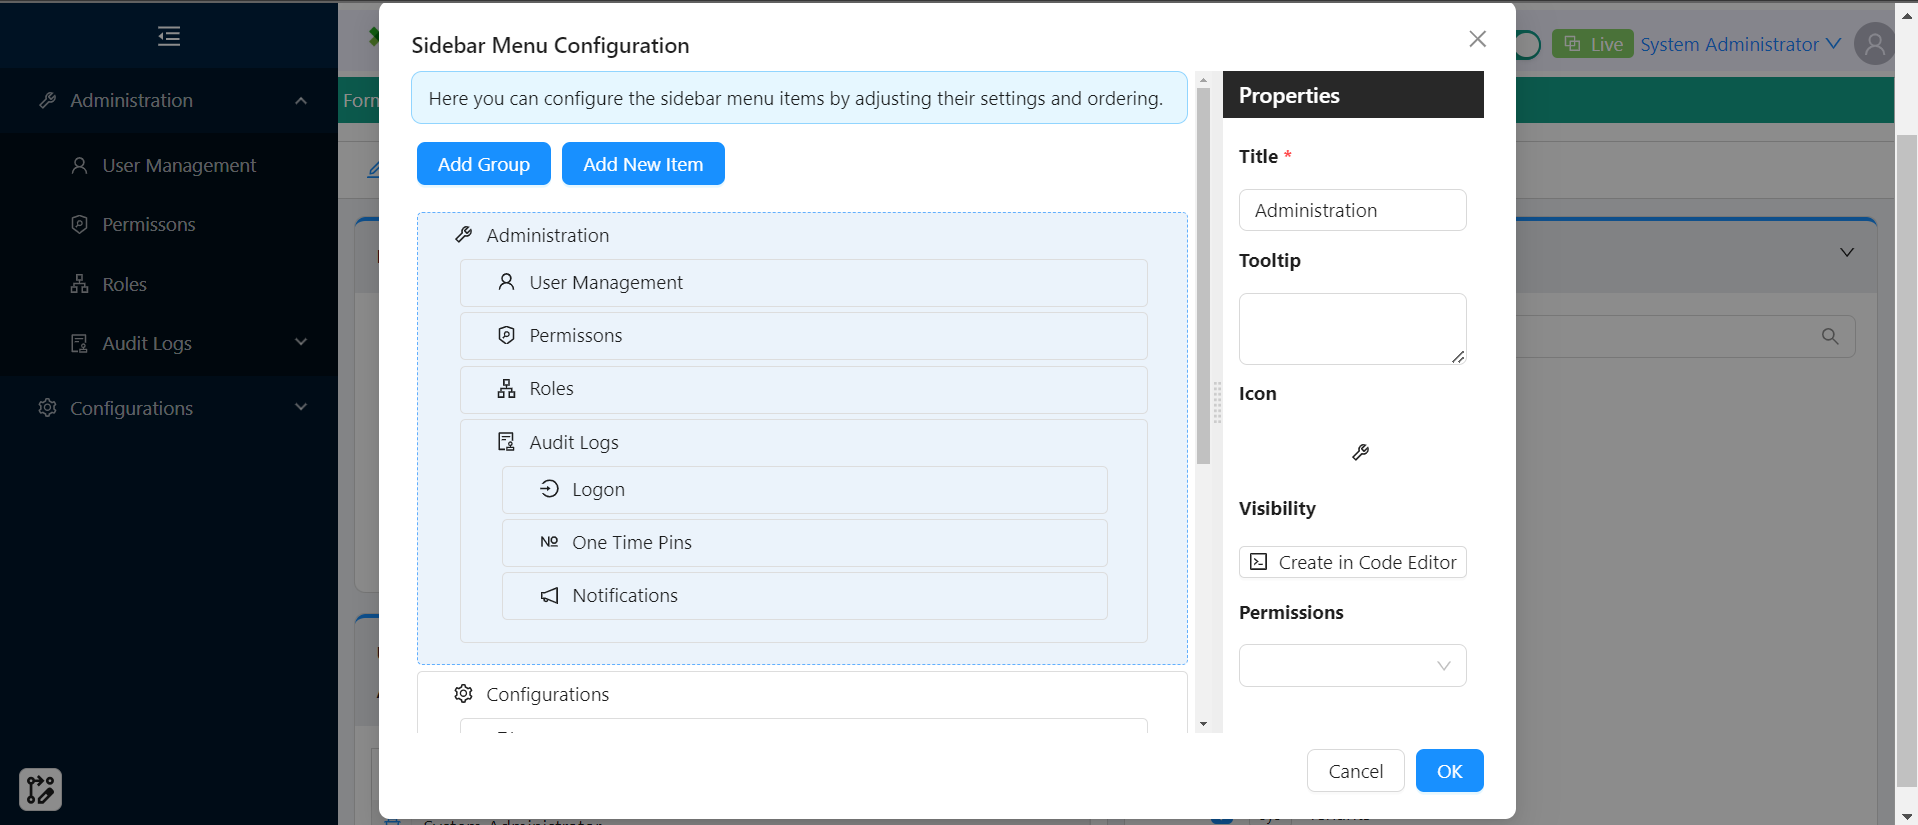 Sidebar Menu Configuration
Live
System Administrator
Administration
Form
Here you can configure the sidebar menu items by adjusting their settings and ordering.
Properties
Add Group
Add New Item
Title *
User Management
Administration
Permissons
Administration
Tooltip
Roles
User Management
Audit Logs
Permissons
Configurations
Roles
Icon
Audit Logs
Logon
Visibility
One Time Pins
Create in Code Editor
Notifications
Permissions
Configurations
Cancel
OK